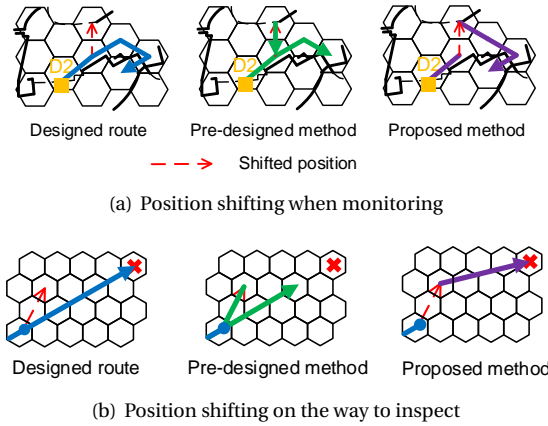 D2 D2 D2
Designed route Pre-designed method Proposed method
Shifted position
(a) Position shifting when monitoring
Designed route Pre-designed method Proposed method
(b) Position shifting on the way to inspect